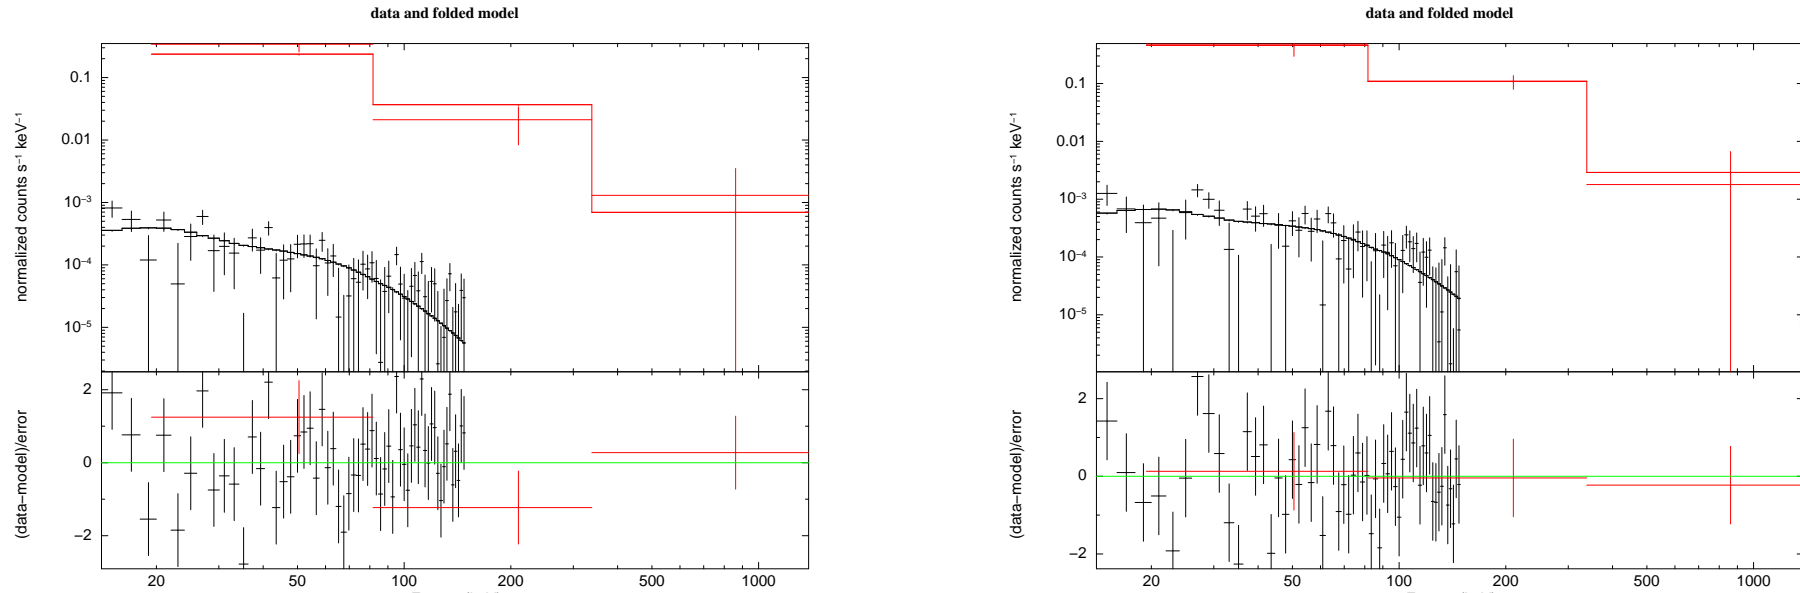 data and folded model
normalized counts s⁻¹ keV⁻¹
0.1
0.01
10⁻³
10⁻⁴
10⁻⁵
(data−model)/error
2
0
−2
20 50 100 200 500 1000
data and folded model
normalized counts s⁻¹ keV⁻¹
0.1
0.01
10⁻³
10⁻⁴
10⁻⁵
(data−model)/error
2
0
−2
20 50 100 200 500 1000